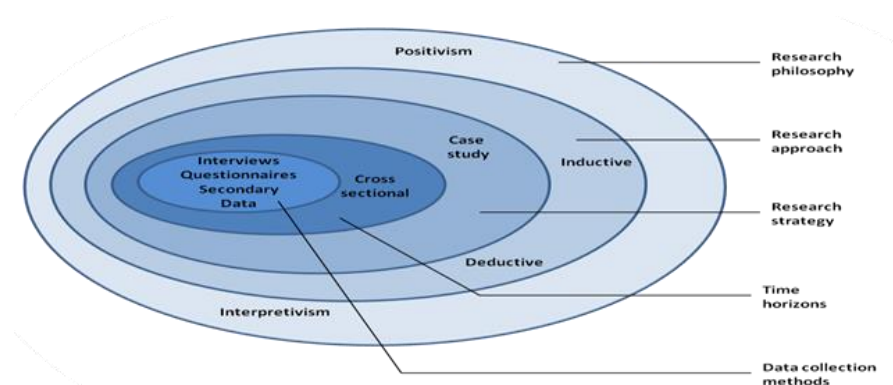 Positivism
Research
philosophy
Case
study
Research
approach
Inductive
Interviews
Questionnaires
Secondary
Data
Cross
sectional
Research
strategy
Deductive
Time
horizons
Interpretivism
Data collection
methods